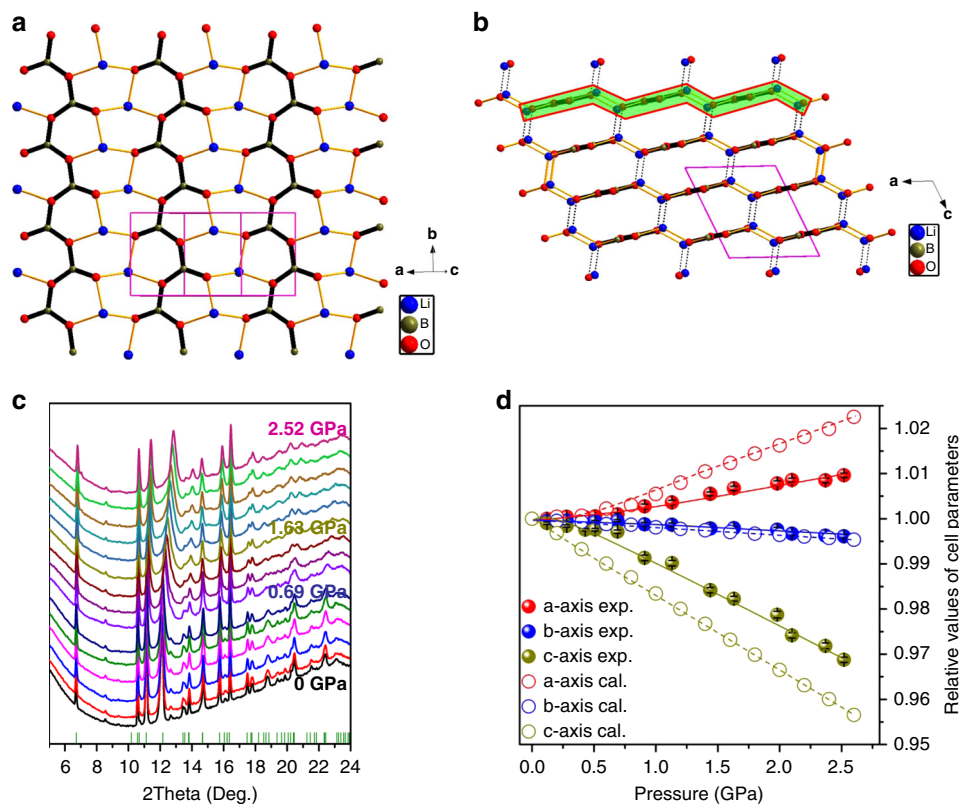 a
b
a
c
b
Li
B
O
a
c
Li
B
O
c
2.52 GPa
1.63 GPa
0.69 GPa
0 GPa
6 8 10 12 14 16 18 20 22 24
2Theta (Deg.)
d
1.02
1.01
1.00
0.99
0.98
0.97
0.96
0.95
Relative values of cell parameters
a-axis exp.
b-axis exp.
c-axis exp.
a-axis cal.
b-axis cal.
c-axis cal.
0.0 0.5 1.0 1.5 2.0 2.5
Pressure (GPa)